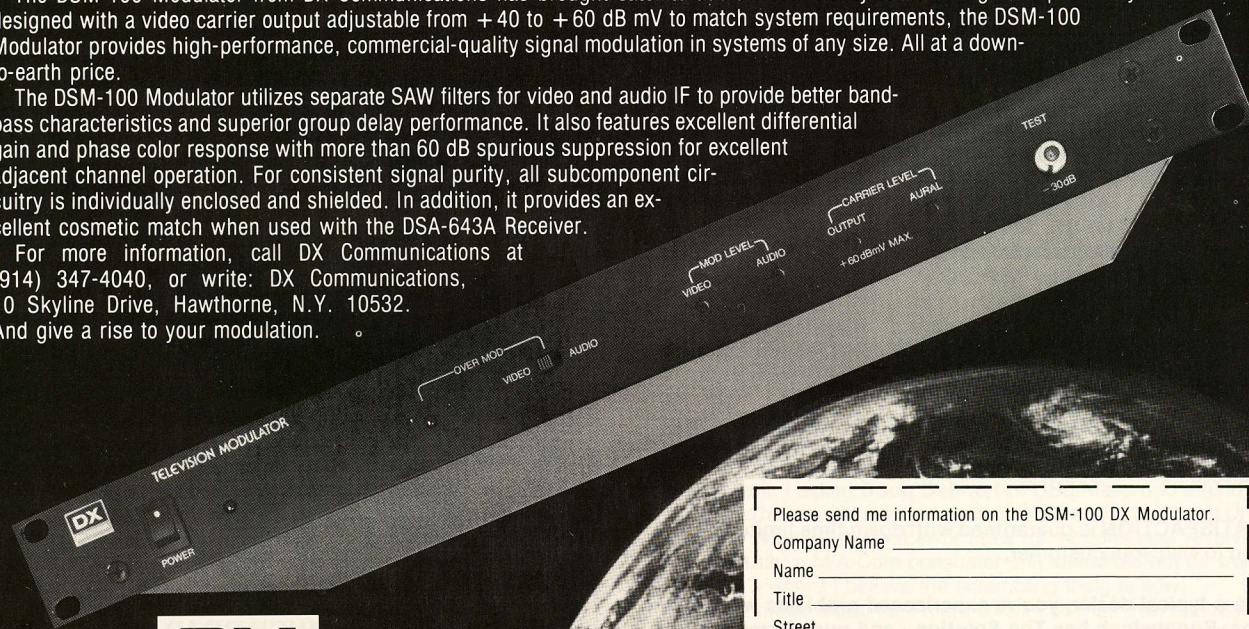 designed with a video carrier output adjustable from + 40 to + 60 dB mV to match system requirements, the DSM-100
Modulator provides high-performance, commercial-quality signal modulation in systems of any size. All at a down-
to-earth price.
The DSM-100 Modulator utilizes separate SAW filters for video and audio IF to provide better band-
pass characteristics and superior group delay performance. It also features excellent differential
gain and phase color response with more than 60 dB spurious suppression for excellent
adjacent channel operation. For consistent signal purity, all subcomponent cir-
cuitry is individually enclosed and shielded. In addition, it provides an ex-
cellent cosmetic match when used with the DSA-643A Receiver.
For more information, call DX Communications at
(914) 347-4040, or write: DX Communications,
10 Skyline Drive, Hawthorne, N.Y. 10532.
And give a rise to your modulation.
TEST
-30dB
CARRIER LEVEL
OUTPUT
AURAL
+60dBmV MAX.
MOD LEVEL
VIDEO
AUDIO
OVER MOD
VIDEO
AUDIO
TELEVISION MODULATOR
DX
POWER
Please send me information on the DSM-100 DX Modulator.
Company Name
Name
Title
Street